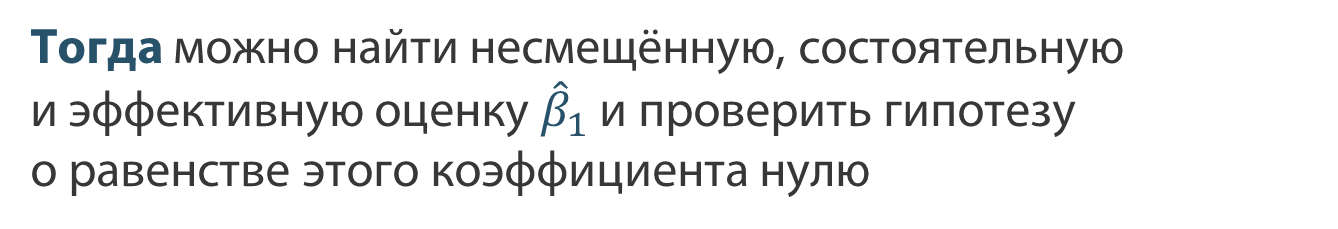 Тогда можно найти несмещённую, состоятельную
и эффективную оценку β̂₁ и проверить гипотезу
о равенстве этого коэффициента нулю